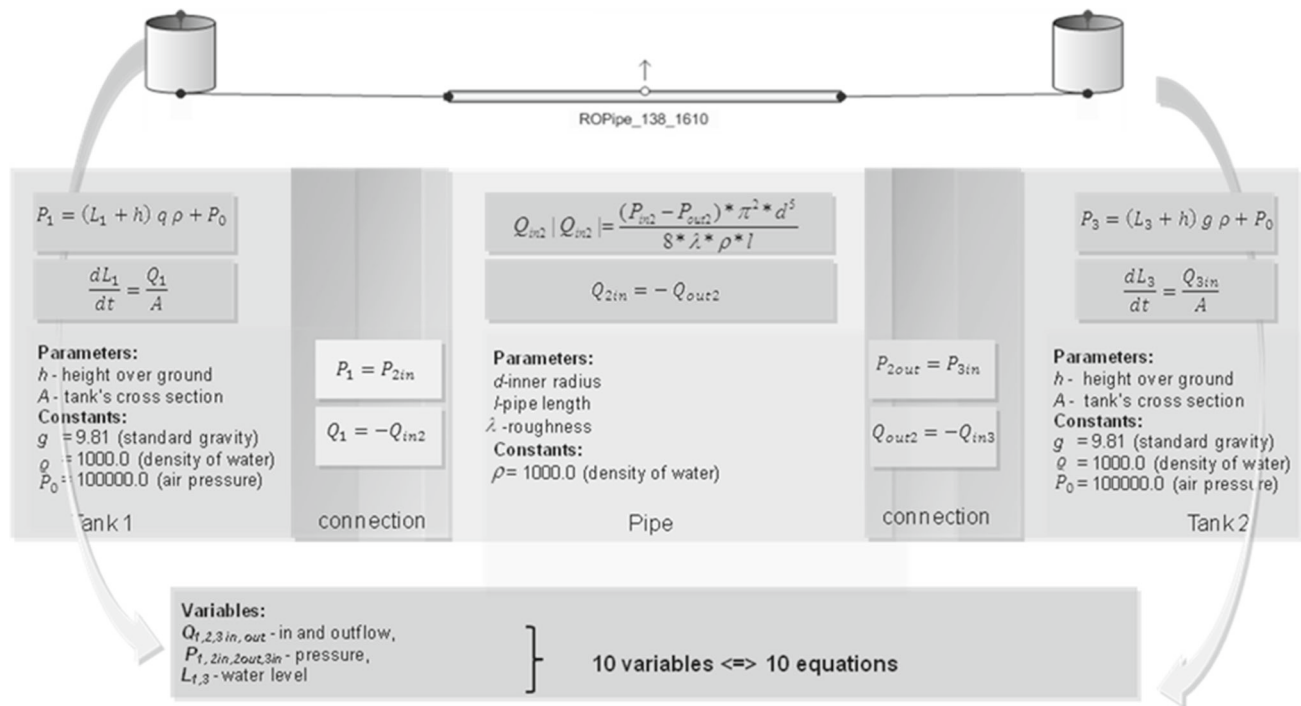 ROPipe_138_1610
P₁ = (L₁ + h) q ρ + P₀
dL₁/dt = Q₁/A
Parameters:
h - height over ground
A - tank's cross section
Constants:
g = 9.81 (standard gravity)
ϱ = 1000.0 (density of water)
P₀ = 100000.0 (air pressure)
Tank 1
P₁ = P₂ᵢₙ
Q₁ = −Qᵢₙ₂
connection
Qᵢₙ₂ | Qᵢₙ₂ |= (Pᵢₙ₂ − Pₒᵤₜ₂) * π² * d⁵ / 8 * λ * ρ * l
Q₂ᵢₙ = − Qₒᵤₜ₂
Parameters:
d-inner radius
l-pipe length
λ -roughness
Constants:
ρ= 1000.0 (density of water)
Pipe
P₂ₒᵤₜ = P₃ᵢₙ
Qₒᵤₜ₂ = −Qᵢₙ₃
connection
P₃ = (L₃ + h) g ρ + P₀
dL₃/dt = Q₃ᵢₙ/A
Parameters:
h - height over ground
A - tank's cross section
Constants:
g = 9.81 (standard gravity)
ϱ = 1000.0 (density of water)
P₀ = 100000.0 (air pressure)
Tank 2
Variables:
Q₁,₂,₃ ᵢₙ, ₒᵤₜ - in and outflow,
P₁, ₂ᵢₙ,₂ₒᵤₜ,₃ᵢₙ - pressure,
L₁,₃ - water level
10 variables <=> 10 equations